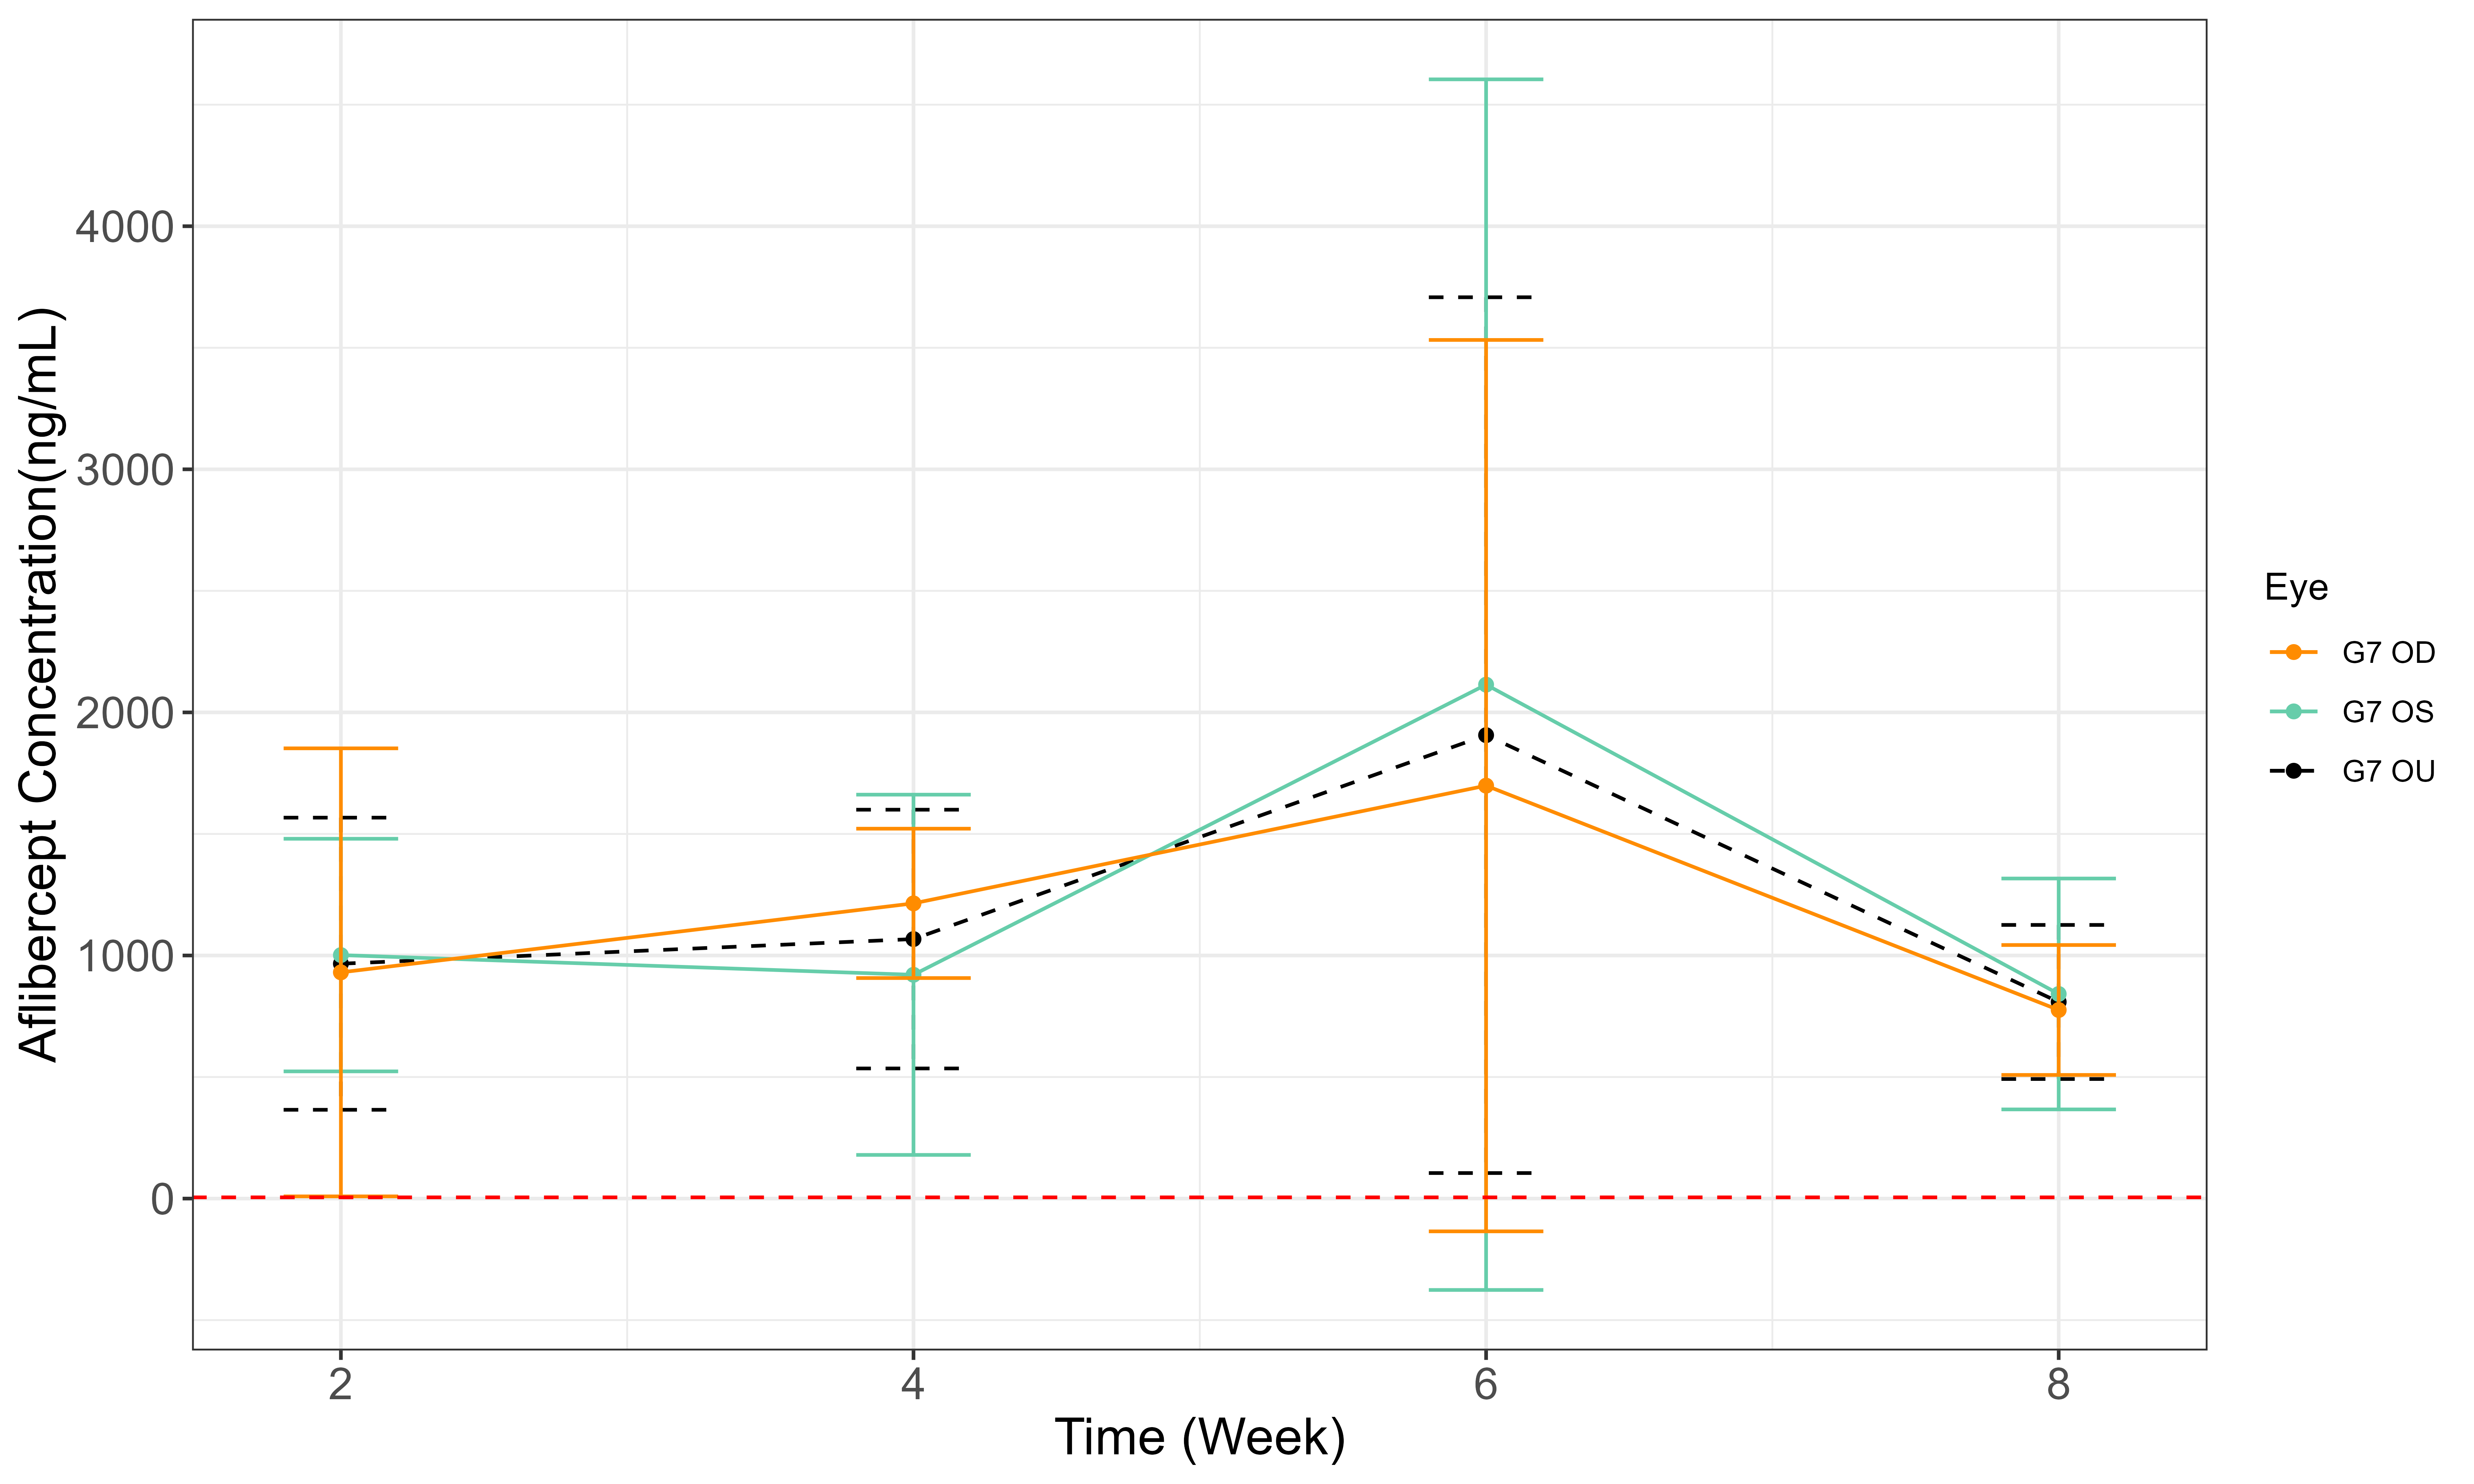 Aflibercept Concentration(ng/mL)
4000
3000
2000
1000
0
2 4 6 8
Time (Week)
Eye
G7 OD
G7 OS
G7 OU